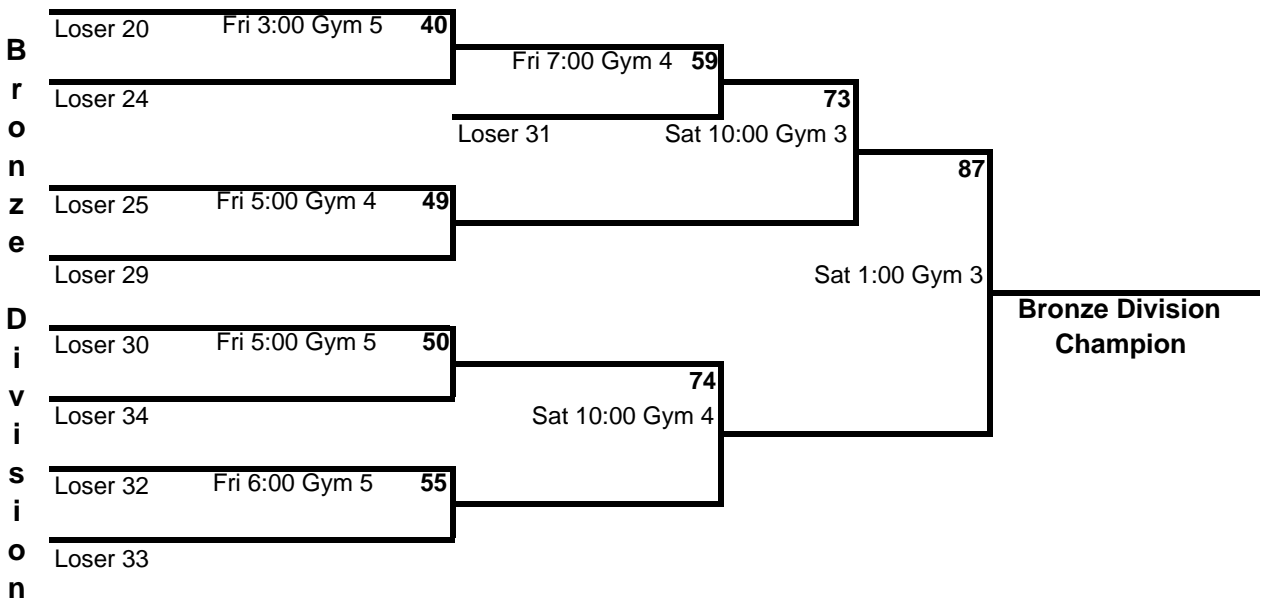 Bronze Division
Loser 20 Fri 3:00 Gym 5 40
Fri 7:00 Gym 4 59
Loser 24 73
Loser 31 Sat 10:00 Gym 3
87
Loser 25 Fri 5:00 Gym 4 49
Loser 29 Sat 1:00 Gym 3
Bronze Division
Champion
Loser 30 Fri 5:00 Gym 5 50
74
Loser 34 Sat 10:00 Gym 4
Loser 32 Fri 6:00 Gym 5 55
Loser 33